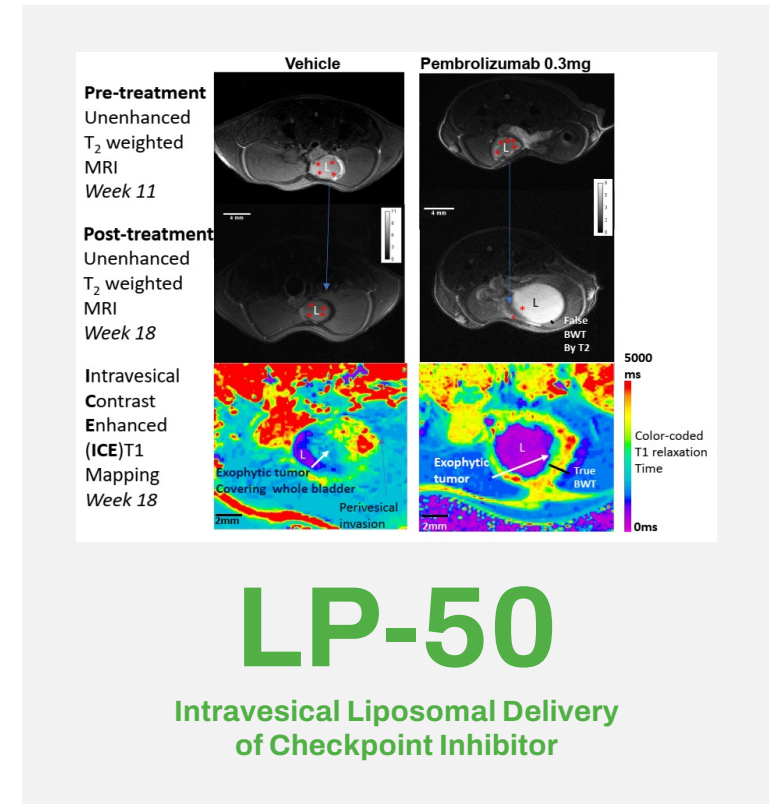 Vehicle
Pembrolizumab 0.3mg
Pre-treatment
Unenhanced
T₂ weighted
MRI
Week 11
L
L
4 mm
4 mm
Post-treatment
Unenhanced
T₂ weighted
MRI
Week 18
L
L
False
BWT
By T2
Intravesical
Contrast
Enhanced
(ICE)T1
Mapping
Week 18
L
Exophytic tumor
Covering whole bladder
Perivesical
invasion
2mm
L
Exophytic
tumor
True
BWT
2mm
5000
ms
Color-coded
T1 relaxation
Time
0ms
LP-50
Intravesical Liposomal Delivery
of Checkpoint Inhibitor